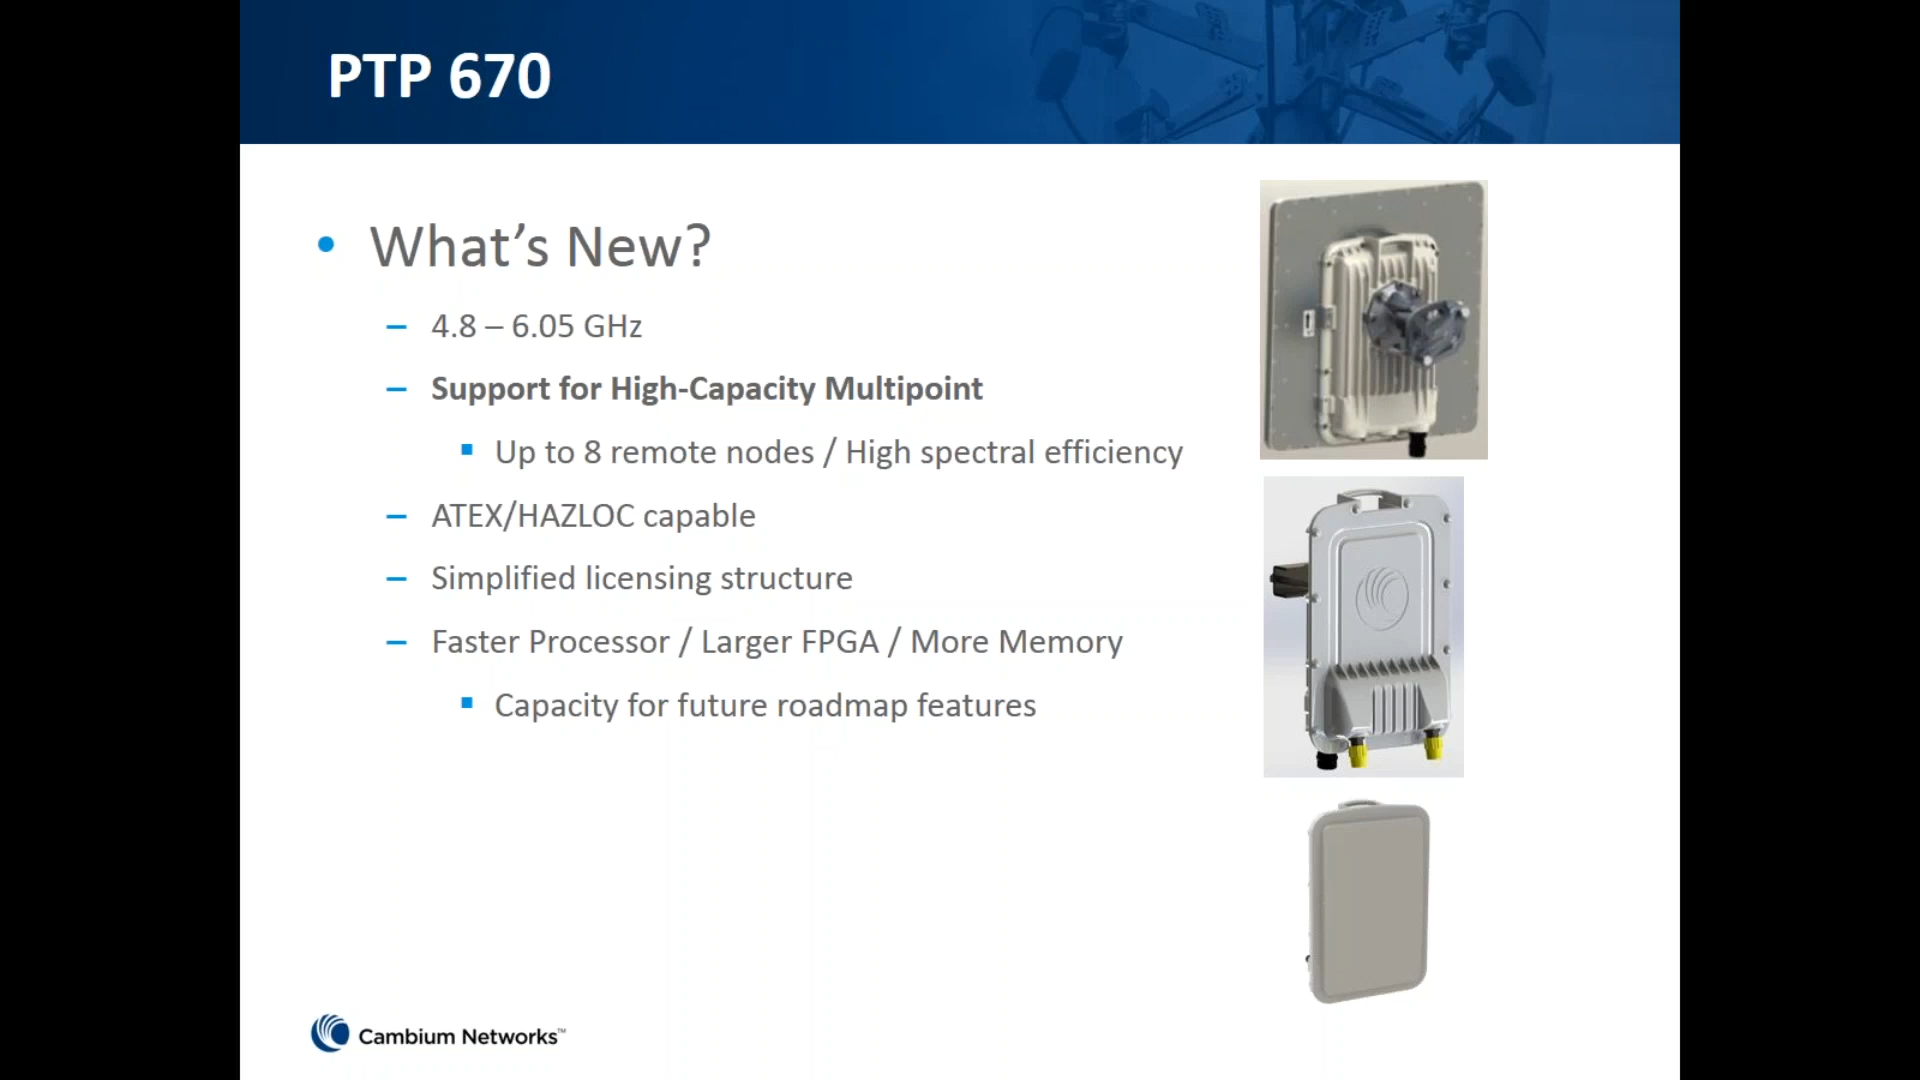 PTP 670
• What’s New?
– 4.8 – 6.05 GHz
– Support for High-Capacity Multipoint
▪ Up to 8 remote nodes / High spectral efficiency
– ATEX/HAZLOC capable
– Simplified licensing structure
– Faster Processor / Larger FPGA / More Memory
▪ Capacity for future roadmap features
Cambium Networks™